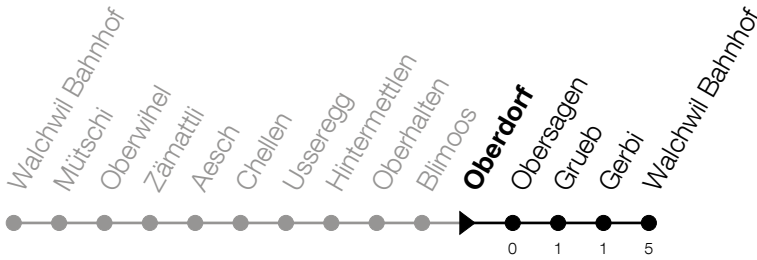 Walchwil Bahnhof
Mütschi
Oberwihel
Zämattli
Aesch
Chellen
Usseregg
Hintermettlen
Oberhalten
Blimoos
Oberdorf
Obersagen
Grueb
Gerbi
Walchwil Bahnhof
0 1 1 5